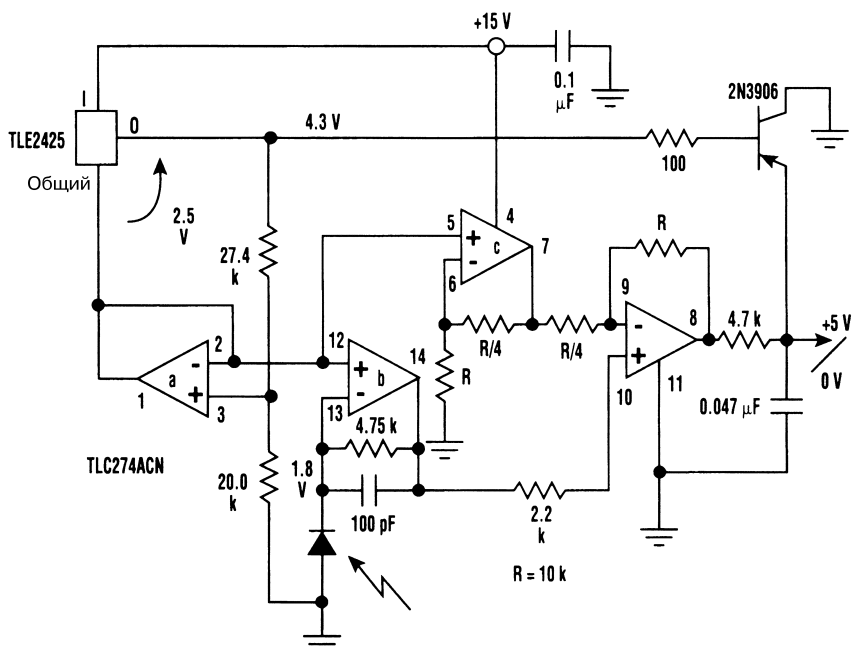 +15 V
0.1
μF
2N3906
I
TLE2425
O
4.3 V
100
Общий
2.5
V
27.4
k
5
+
4
c
7
-
6
R
9
R/4
R/4
R
-
8
4.7 k
+5 V
0 V
+
10
11
0.047 μF
2
-
a
+
1
3
12
+
14
b
-
13
4.75 k
TLC274ACN
20.0
k
1.8
V
100 pF
2.2
k
R = 10 k